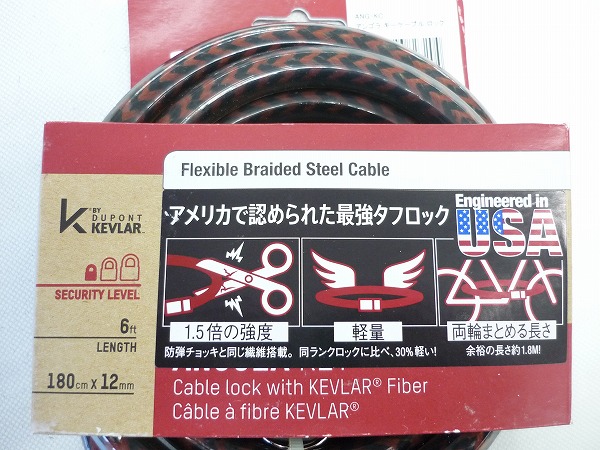 Flexible Braided Steel Cable
K BY
DUPONT
KEVLAR™
SECURITY LEVEL
6ft
LENGTH
180cm x 12mm
アメリカで認められた最強タフロック
Engineered in
USA
1.5倍の強度
防弾チョッキと同じ繊維搭載。
軽量
同ランクロックに比べ、30%軽い!
両輪まとめる長さ
余裕の長さ約1.8M!
Cable lock with KEVLAR® Fiber
Câble à fibre KEVLAR®